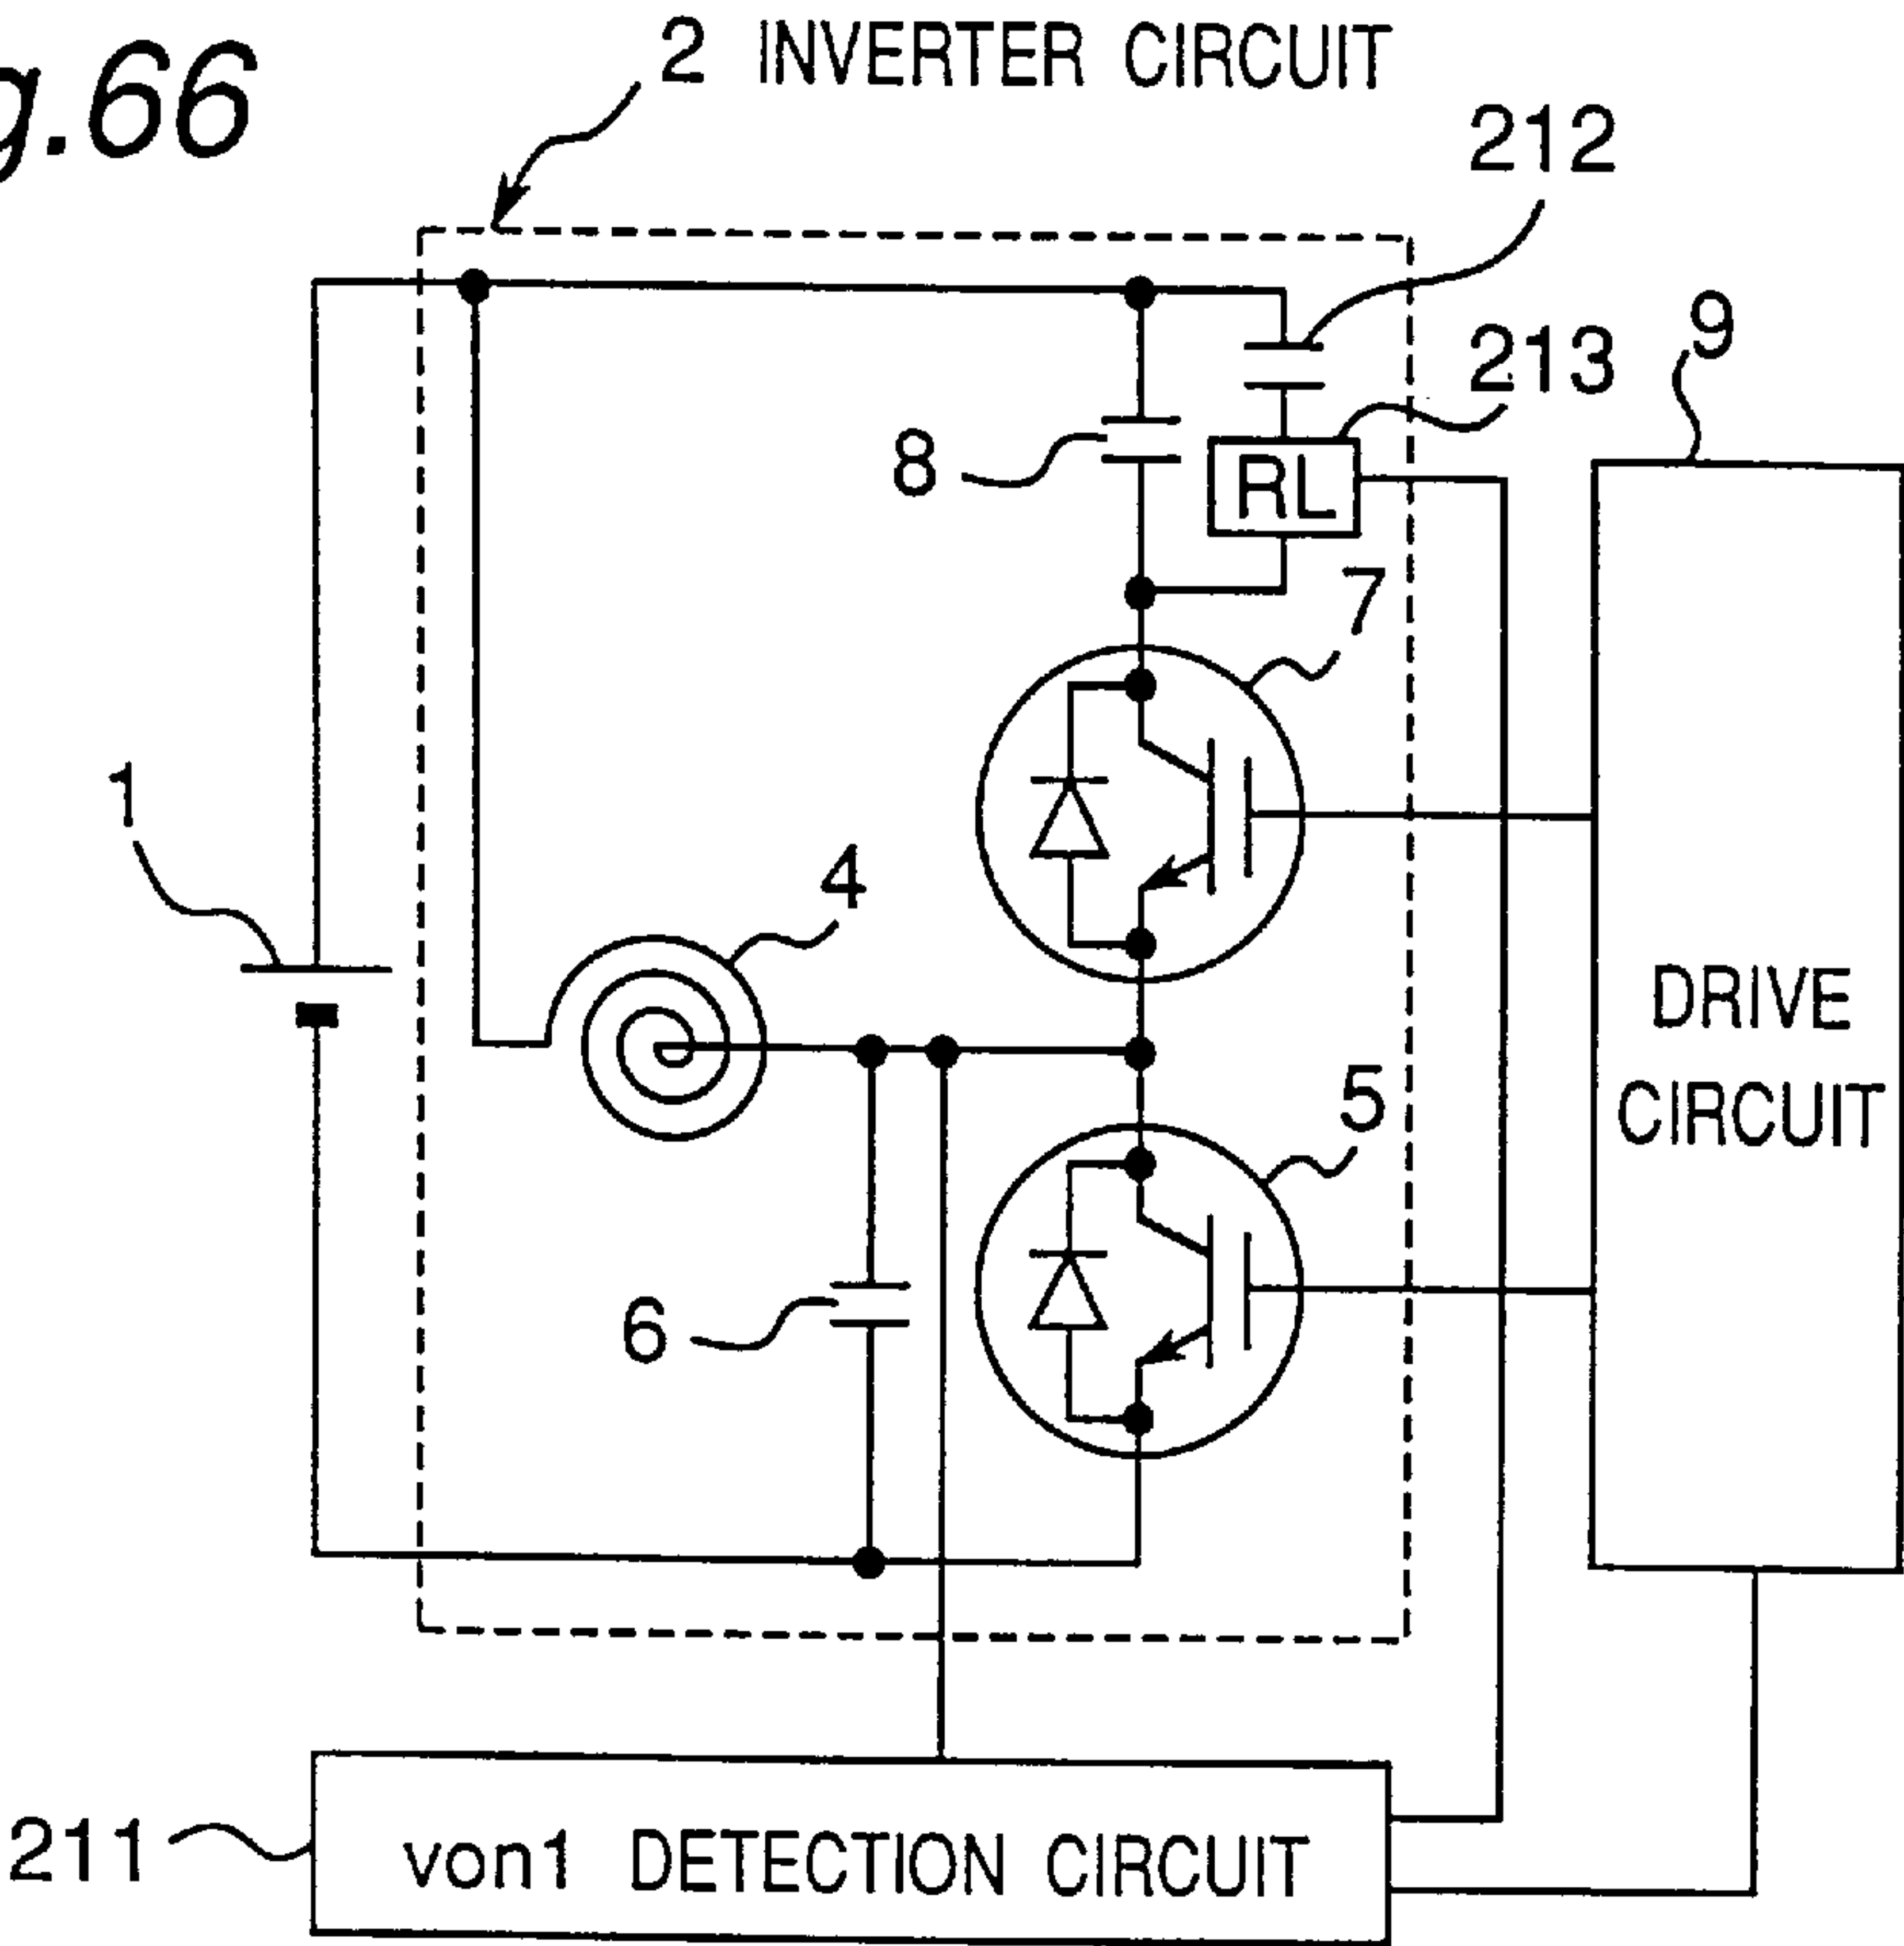 g.66
2 INVERTER CIRCUIT
212
213
9
8
RL
7
1
4
DRIVE
CIRCUIT
5
6
211
von1 DETECTION CIRCUIT